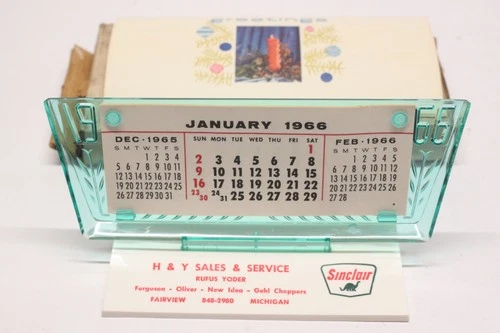 Greetings
19
66
JANUARY 1966
DEC · 1965
S M T W T F S
1 2 3 4
5 6 7 8 9 10 11
12 13 14 15 16 17 18
19 20 21 22 23 24 25
26 27 28 29 30 31
SUN MON TUE WED THU FRI SAT
1
2 3 4 5 6 7 8
9 10 11 12 13 14 15
16 17 18 19 20 21 22
23/30 24/31 25 26 27 28 29
FEB · 1966
S M T W T F S
1 2 3 4 5
6 7 8 9 10 11 12
13 14 15 16 17 18 19
20 21 22 23 24 25 26
27 28
H & Y SALES & SERVICE
RUFUS YODER
Ferguson - Oliver - New Idea - Gehl Choppers
FAIRVIEW 848-2980 MICHIGAN
Sinclair